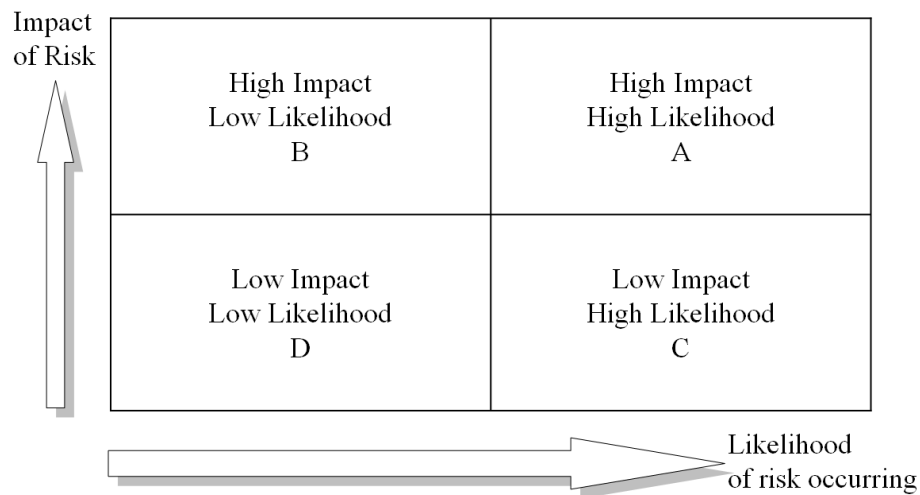 Impact
of Risk
High Impact
Low Likelihood
B
High Impact
High Likelihood
A
Low Impact
Low Likelihood
D
Low Impact
High Likelihood
C
Likelihood
of risk occurring